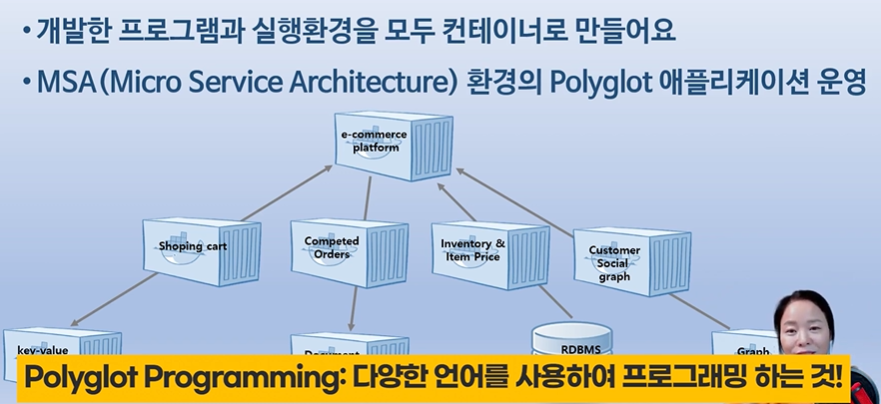 • 개발한 프로그램과 실행환경을 모두 컨테이너로 만들어요
• MSA(Micro Service Architecture) 환경의 Polyglot 애플리케이션 운영
e-commerce
platform
Shoping cart
Competed
Orders
Inventory &
Item Price
Customer
Social
graph
key-value
Document
RDBMS
Graph
Polyglot Programming: 다양한 언어를 사용하여 프로그래밍 하는 것!